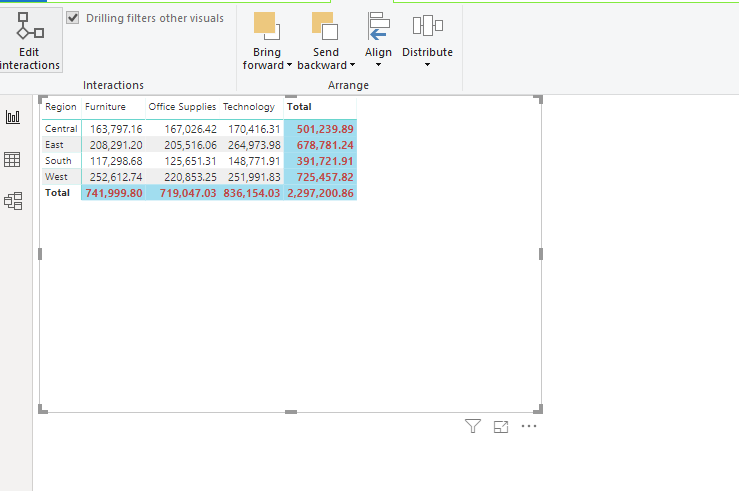 Drilling filters other visuals
Edit
interactions
Bring
forward
Send
backward
Align
Distribute
Interactions
Arrange
Region Furniture Office Supplies Technology Total
Central 163,797.16 167,026.42 170,416.31 501,239.89
East 208,291.20 205,516.06 264,973.98 678,781.24
South 117,298.68 125,651.31 148,771.91 391,721.91
West 252,612.74 220,853.25 251,991.83 725,457.82
Total 741,999.80 719,047.03 836,154.03 2,297,200.86